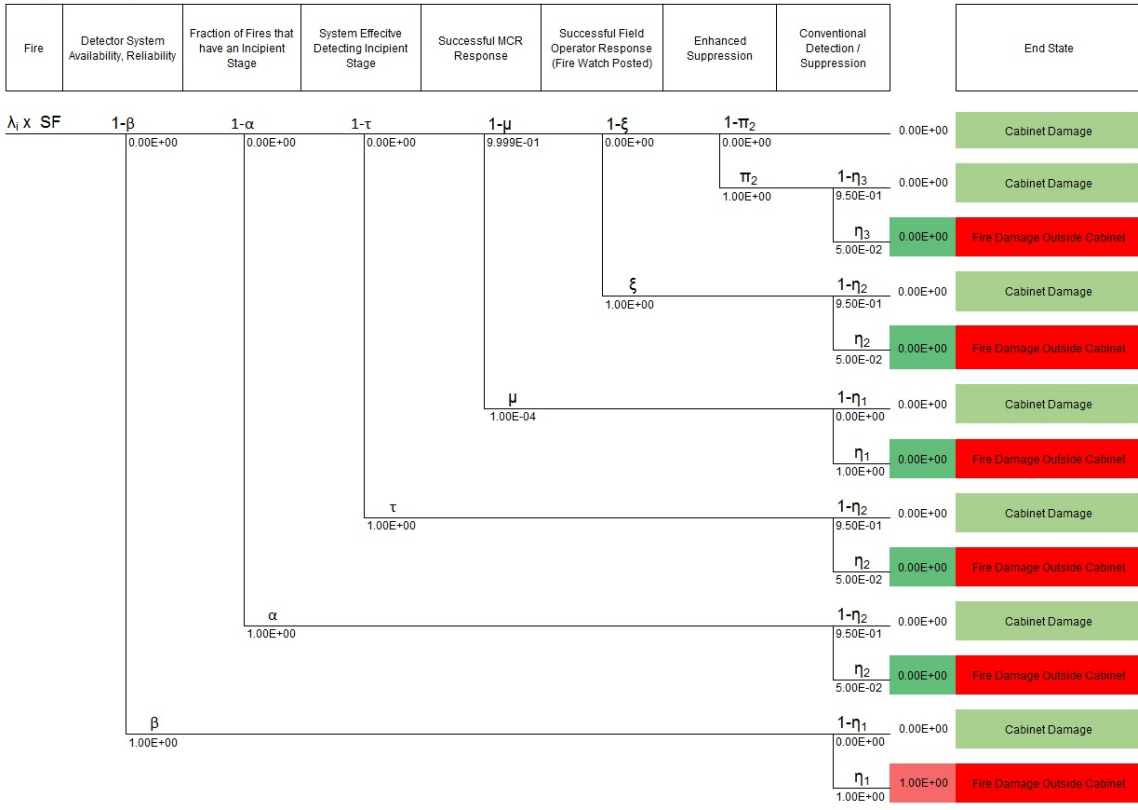 Fire
Detector System
Availability, Reliability
Fraction of Fires that
have an Incipient
Stage
System Effecitve
Detecting Incipient
Stage
Successful MCR
Response
Successful Field
Operator Response
(Fire Watch Posted)
Enhanced
Suppression
Conventional
Detection /
Suppression
End State
λi x SF
1-β
1-α
1-τ
1-μ
1-ξ
1-π2
0.00E+00
0.00E+00
0.00E+00
9.999E-01
0.00E+00
0.00E+00
0.00E+00
Cabinet Damage
π2
1.00E+00
1-η3
9.50E-01
0.00E+00
Cabinet Damage
η3
5.00E-02
0.00E+00
Fire Damage Outside Cabinet
ξ
1.00E+00
1-η2
9.50E-01
0.00E+00
Cabinet Damage
η2
5.00E-02
0.00E+00
Fire Damage Outside Cabinet
μ
1.00E-04
1-η1
0.00E+00
0.00E+00
Cabinet Damage
η1
1.00E+00
0.00E+00
Fire Damage Outside Cabinet
τ
1.00E+00
1-η2
9.50E-01
0.00E+00
Cabinet Damage
η2
5.00E-02
0.00E+00
Fire Damage Outside Cabinet
α
1.00E+00
1-η2
9.50E-01
0.00E+00
Cabinet Damage
η2
5.00E-02
0.00E+00
Fire Damage Outside Cabinet
β
1.00E+00
1-η1
0.00E+00
0.00E+00
Cabinet Damage
η1
1.00E+00
1.00E+00
Fire Damage Outside Cabinet